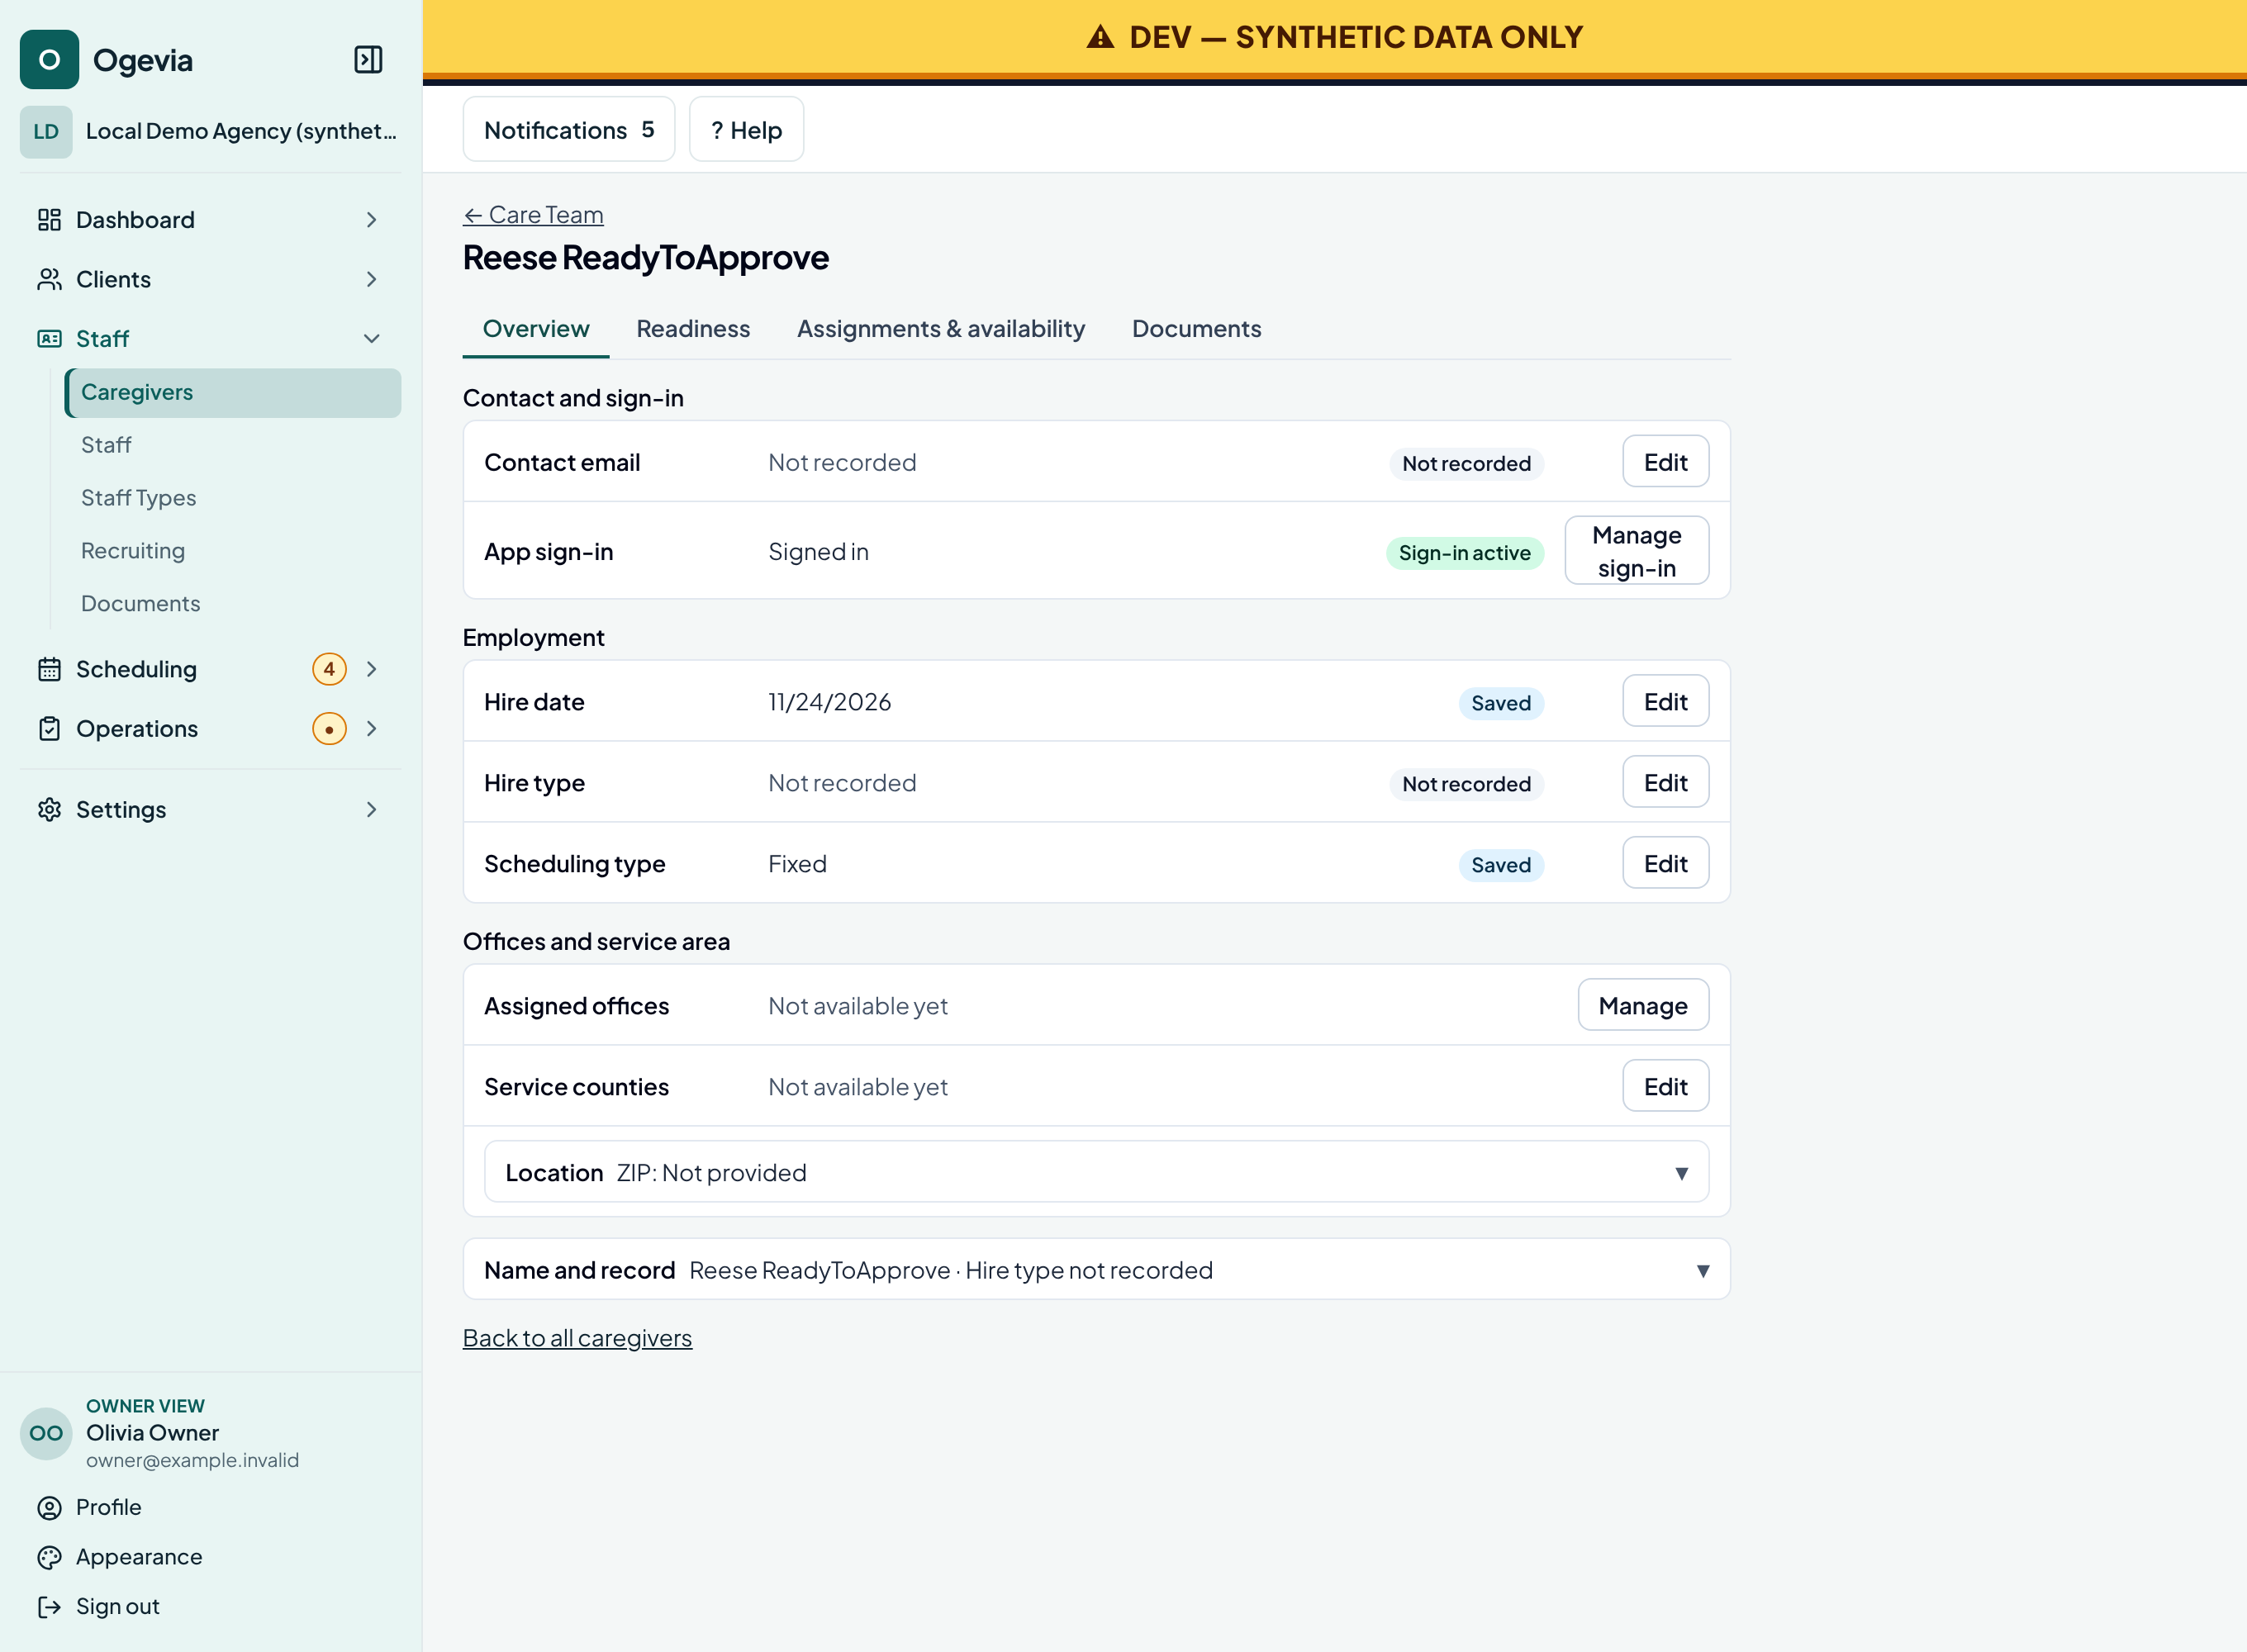 O Ogevia
LD Local Demo Agency (synthet...
Dashboard
Clients
Staff
Caregivers
Staff
Staff Types
Recruiting
Documents
Scheduling 4
Operations
Settings
OO OWNER VIEW
Olivia Owner
owner@example.invalid
Profile
Appearance
Sign out
⚠ DEV — SYNTHETIC DATA ONLY
Notifications 5 ? Help
← Care Team
Reese ReadyToApprove
Overview Readiness Assignments & availability Documents
Contact and sign-in
Contact email Not recorded Not recorded Edit
App sign-in Signed in Sign-in active Manage sign-in
Employment
Hire date 11/24/2026 Saved Edit
Hire type Not recorded Not recorded Edit
Scheduling type Fixed Saved Edit
Offices and service area
Assigned offices Not available yet Manage
Service counties Not available yet Edit
Location ZIP: Not provided ▼
Name and record Reese ReadyToApprove · Hire type not recorded ▼
Back to all caregivers